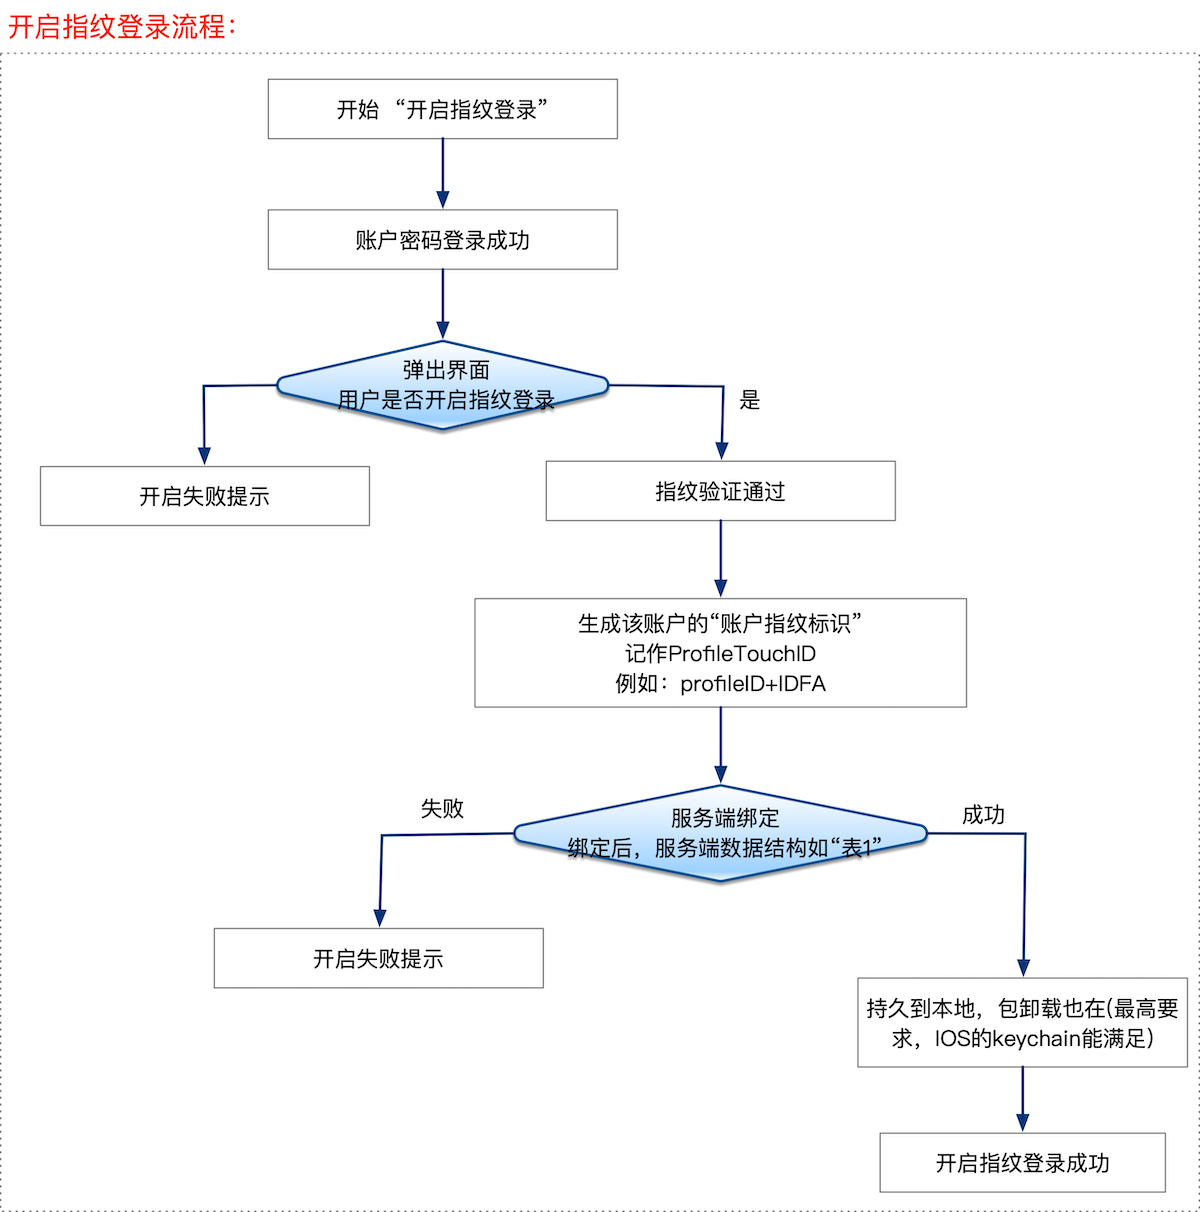 开启指纹登录流程：
开始 “开启指纹登录”
账户密码登录成功
弹出界面
用户是否开启指纹登录
是
开启失败提示
指纹验证通过
生成该账户的“账户指纹标识”
记作ProfileTouchID
例如：profileID+IDFA
失败
服务端绑定
绑定后，服务端数据结构如“表1”
成功
开启失败提示
持久到本地，包卸载也在(最高要
求，IOS的keychain能满足)
开启指纹登录成功